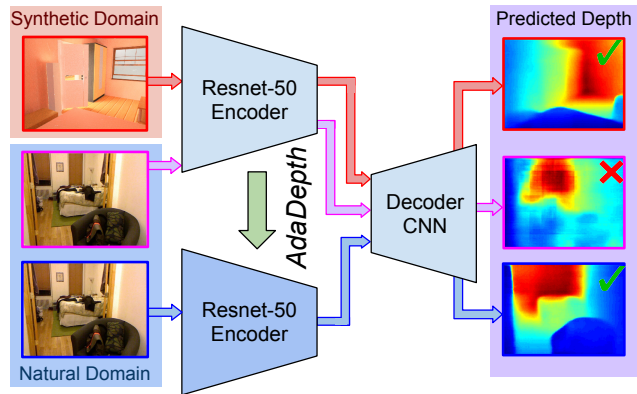 Synthetic Domain
Predicted Depth
Resnet-50
Encoder
AdaDepth
Decoder
CNN
Resnet-50
Encoder
Natural Domain